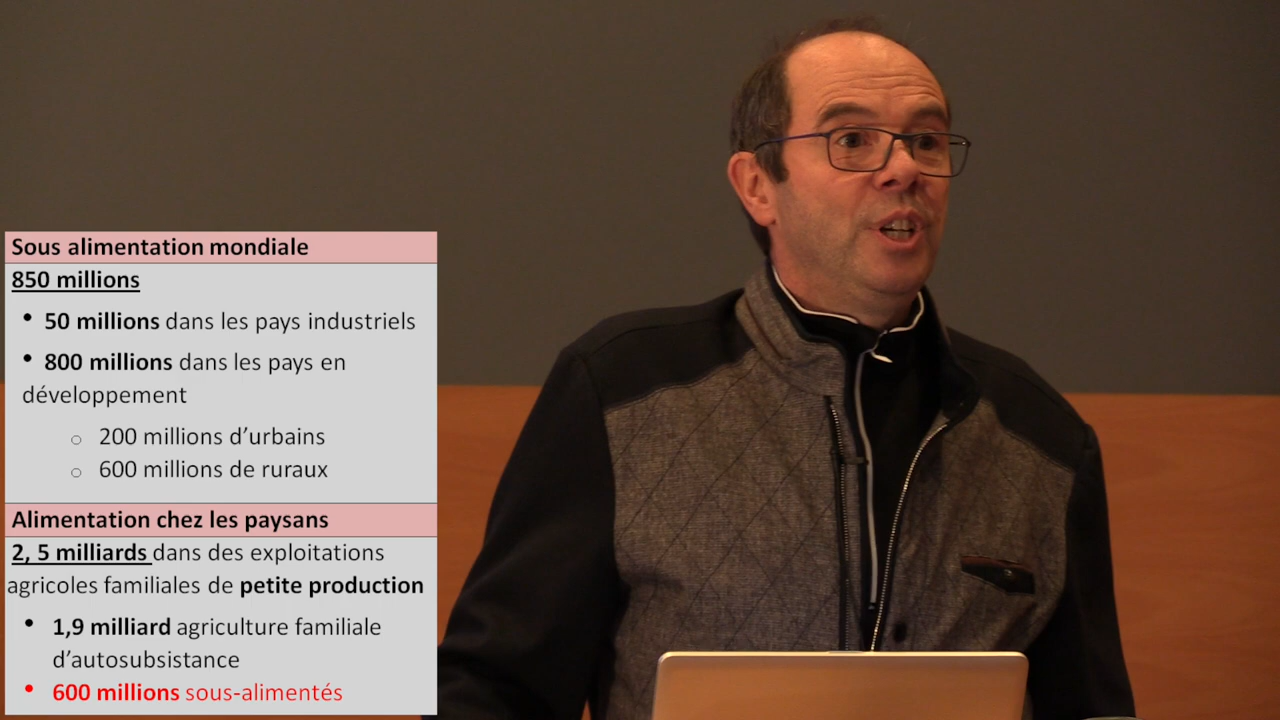 Sous alimentation mondiale
850 millions
• 50 millions dans les pays industriels
• 800 millions dans les pays en
développement
o 200 millions d’urbains
o 600 millions de ruraux
Alimentation chez les paysans
2, 5 milliards dans des exploitations
agricoles familiales de petite production
• 1,9 milliard agriculture familiale
d’autosubsistance
• 600 millions sous-alimentés